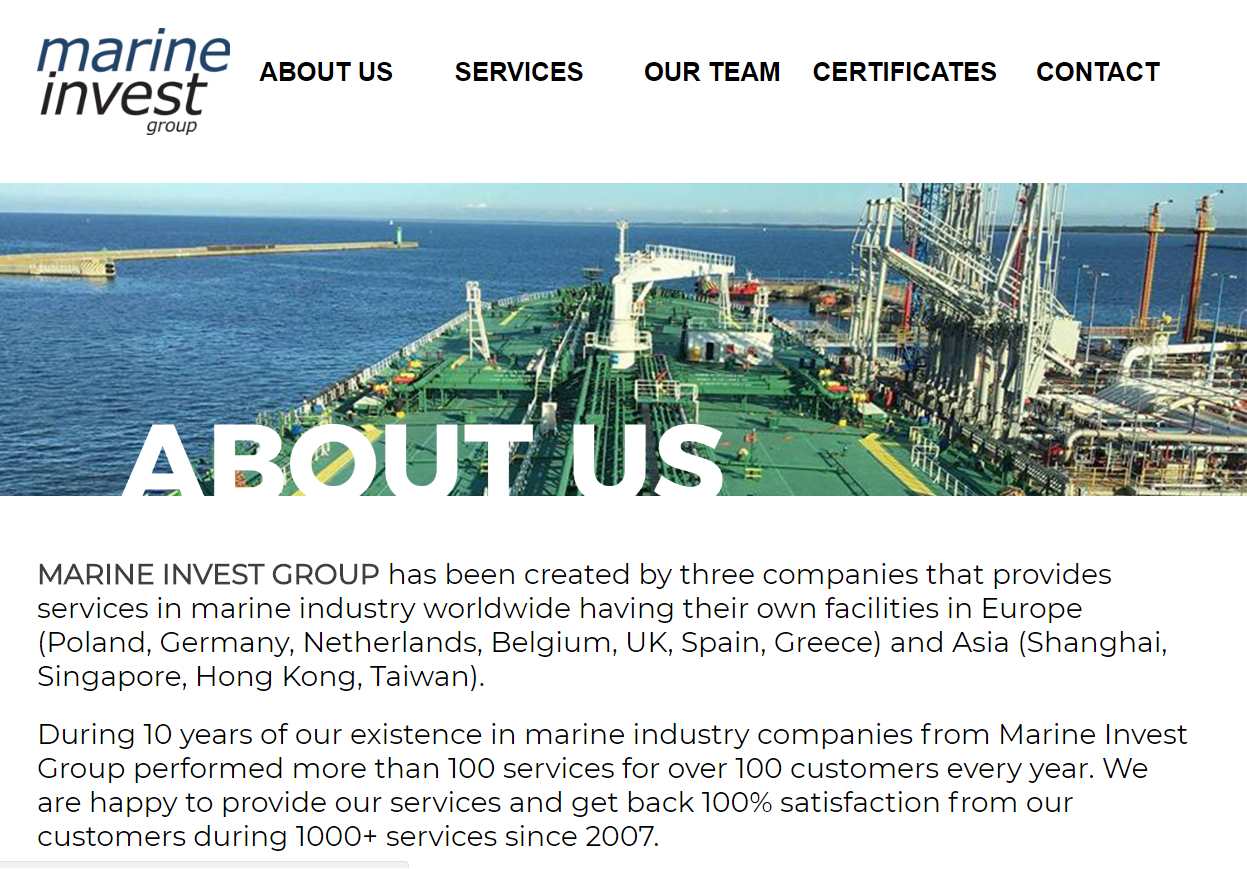 marine
invest
group
ABOUT US
SERVICES
OUR TEAM
CERTIFICATES
CONTACT
ABOUT US
MARINE INVEST GROUP has been created by three companies that provides
services in marine industry worldwide having their own facilities in Europe
(Poland, Germany, Netherlands, Belgium, UK, Spain, Greece) and Asia (Shanghai,
Singapore, Hong Kong, Taiwan).
During 10 years of our existence in marine industry companies from Marine Invest
Group performed more than 100 services for over 100 customers every year. We
are happy to provide our services and get back 100% satisfaction from our
customers during 1000+ services since 2007.